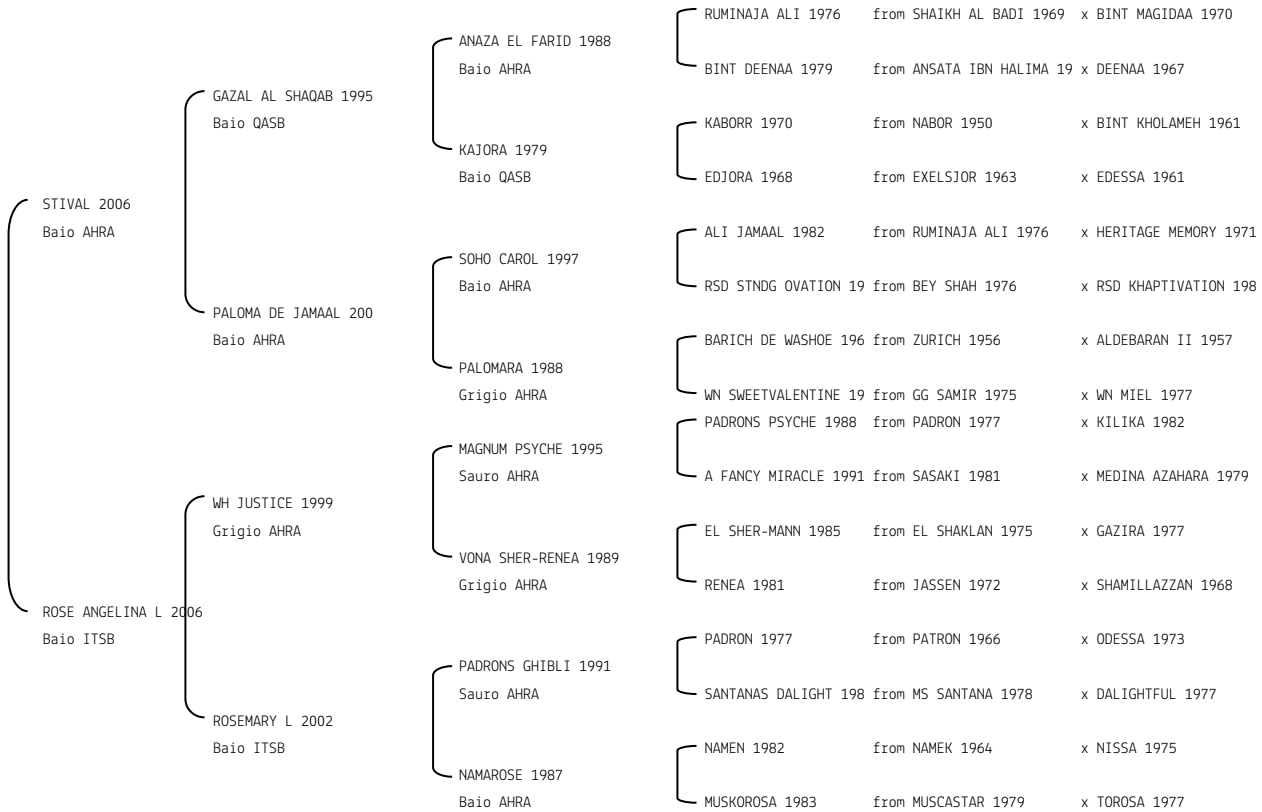 RUMINAJA ALI 1976 from SHAIKH AL BADI 1969 x BINT MAGIDAA 1970
ANAZA EL FARID 1988
Baio AHRA BINT DEENAA 1979 from ANSATA IBN HALIMA 19 x DEENAA 1967
GAZAL AL SHAQAB 1995
Baio QASB KABORR 1970 from NABOR 1950 x BINT KHOLAMEH 1961
KAJORA 1979
Baio QASB EDJORA 1968 from EXELSJOR 1963 x EDESSA 1961
STIVAL 2006
Baio AHRA ALI JAMAAL 1982 from RUMINAJA ALI 1976 x HERITAGE MEMORY 1971
SOHO CAROL 1997
Baio AHRA RSD STNDG OVATION 19 from BEY SHAH 1976 x RSD KHAPTIVATION 198
PALOMA DE JAMAAL 200
Baio AHRA BARICH DE WASHOE 196 from ZURICH 1956 x ALDEBARAN II 1957
PALOMARA 1988
Grigio AHRA WN SWEETVALENTINE 19 from GG SAMIR 1975 x WN MIEL 1977
PADRONS PSYCHE 1988 from PADRON 1977 x KILIKA 1982
MAGNUM PSYCHE 1995
Sauro AHRA A FANCY MIRACLE 1991 from SASAKI 1981 x MEDINA AZAHARA 1979
WH JUSTICE 1999
Grigio AHRA EL SHER-MANN 1985 from EL SHAKLAN 1975 x GAZIRA 1977
VONA SHER-RENEA 1989
Grigio AHRA RENEA 1981 from JASSEN 1972 x SHAMILLAZZAN 1968
ROSE ANGELINA L 2006
Baio ITSB PADRON 1977 from PATRON 1966 x ODESSA 1973
PADRONS GHIBLI 1991
Sauro AHRA SANTANAS DALIGHT 198 from MS SANTANA 1978 x DALIGHTFUL 1977
ROSEMARY L 2002
Baio ITSB NAMEN 1982 from NAMEK 1964 x NISSA 1975
NAMAROSE 1987
Baio AHRA MUSKOROSA 1983 from MUSCASTAR 1979 x TOROSA 1977